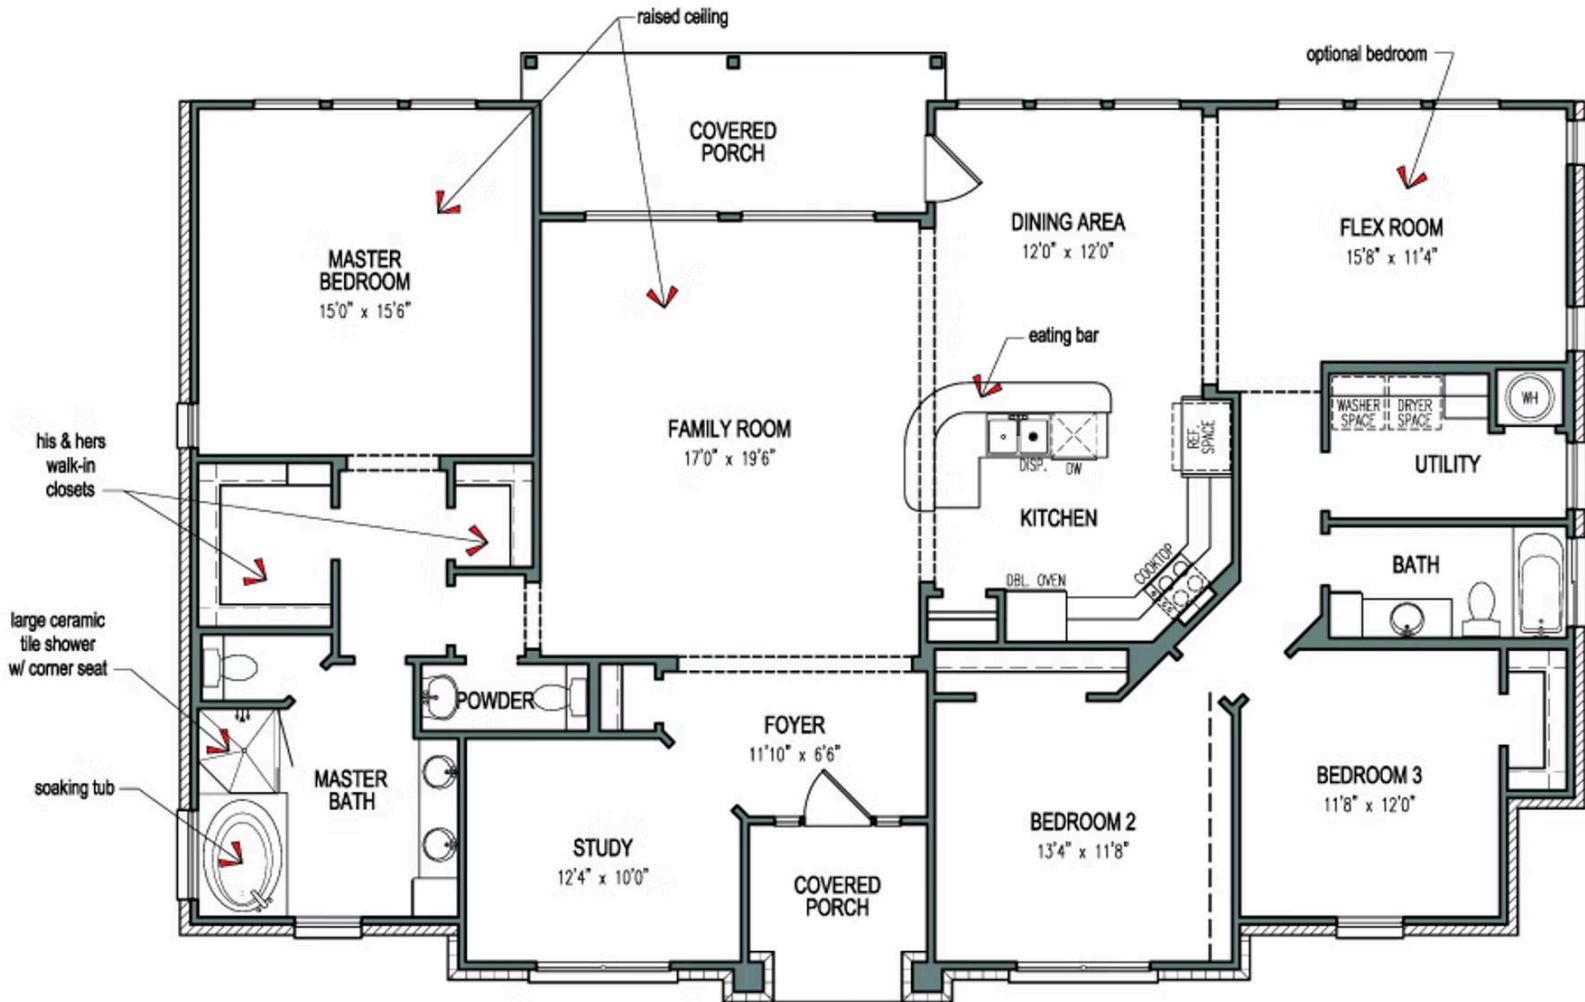 raised ceiling
optional bedroom
COVERED
PORCH
MASTER
BEDROOM
15'0" x 15'6"
DINING AREA
12'0" x 12'0"
FLEX ROOM
15'8" x 11'4"
eating bar
his & hers
walk-in
closets
FAMILY ROOM
17'0" x 19'6"
WASHER
SPACE
DRYER
SPACE
WH
REF.
SPACE
DISP.
DW
UTILITY
KITCHEN
DBL. OVEN
COOKTOP
BATH
large ceramic
tile shower
w/ corner seat
POWDER
FOYER
11'10" x 6'6"
soaking tub
MASTER
BATH
STUDY
12'4" x 10'0"
COVERED
PORCH
BEDROOM 2
13'4" x 11'8"
BEDROOM 3
11'8" x 12'0"